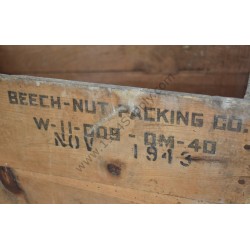 BEECH-NUT PACKING CO.
W-11-009-QM-40
NOV 1943